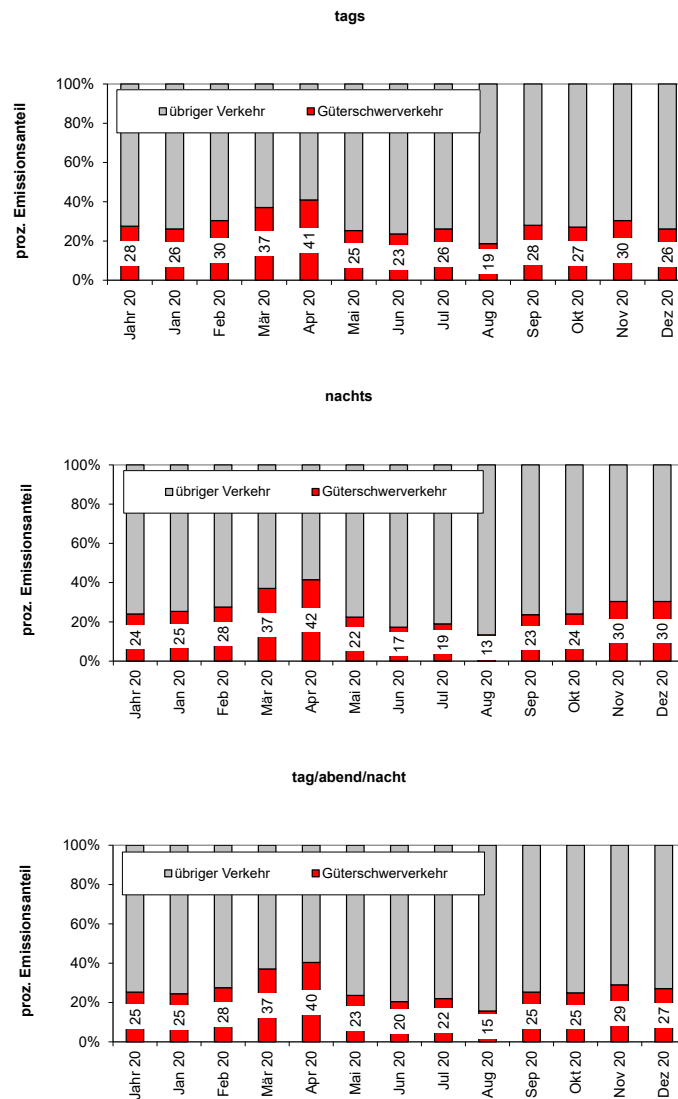 tags
proz. Emissionsanteil
100%
80%
60%
40%
20%
0%
übriger Verkehr Güterschwerverkehr
28 26 30 37 41 25 23 26 19 28 27 30 26
Jahr 20 Jan 20 Feb 20 Mär 20 Apr 20 Mai 20 Jun 20 Jul 20 Aug 20 Sep 20 Okt 20 Nov 20 Dez 20
nachts
proz. Emissionsanteil
100%
80%
60%
40%
20%
0%
übriger Verkehr Güterschwerverkehr
24 25 28 37 42 22 17 19 13 23 24 30 30
Jahr 20 Jan 20 Feb 20 Mär 20 Apr 20 Mai 20 Jun 20 Jul 20 Aug 20 Sep 20 Okt 20 Nov 20 Dez 20
tag/abend/nacht
proz. Emissionsanteil
100%
80%
60%
40%
20%
0%
übriger Verkehr Güterschwerverkehr
25 25 28 37 40 23 20 22 15 25 25 29 27
Jahr 20 Jan 20 Feb 20 Mär 20 Apr 20 Mai 20 Jun 20 Jul 20 Aug 20 Sep 20 Okt 20 Nov 20 Dez 20